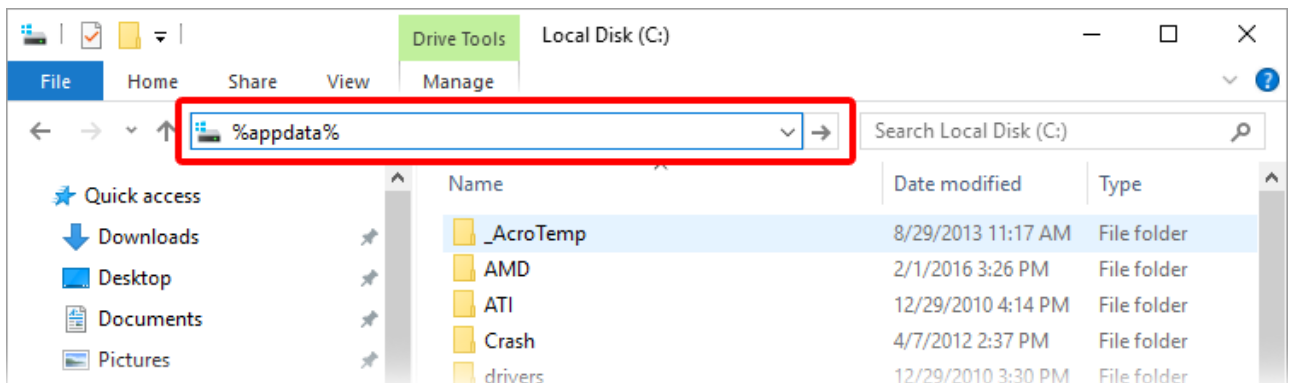 Drive Tools Local Disk (C:)
File Home Share View Manage
%appdata% Search Local Disk (C:)
Quick access
Downloads
Desktop
Documents
Pictures
Name Date modified Type
_AcroTemp 8/29/2013 11:17 AM File folder
AMD 2/1/2016 3:26 PM File folder
ATI 12/29/2010 4:14 PM File folder
Crash 4/7/2012 2:37 PM File folder
drivers 12/29/2010 3:30 PM File folder